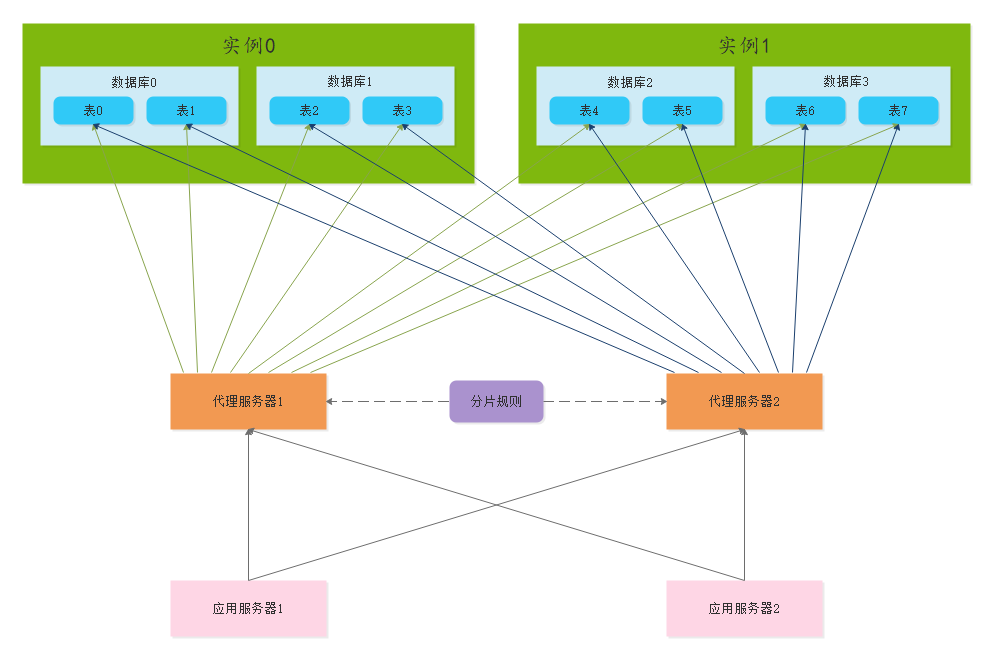 实例0
实例1
数据库0
数据库1
数据库2
数据库3
表0
表1
表2
表3
表4
表5
表6
表7
代理服务器1
分片规则
代理服务器2
应用服务器1
应用服务器2